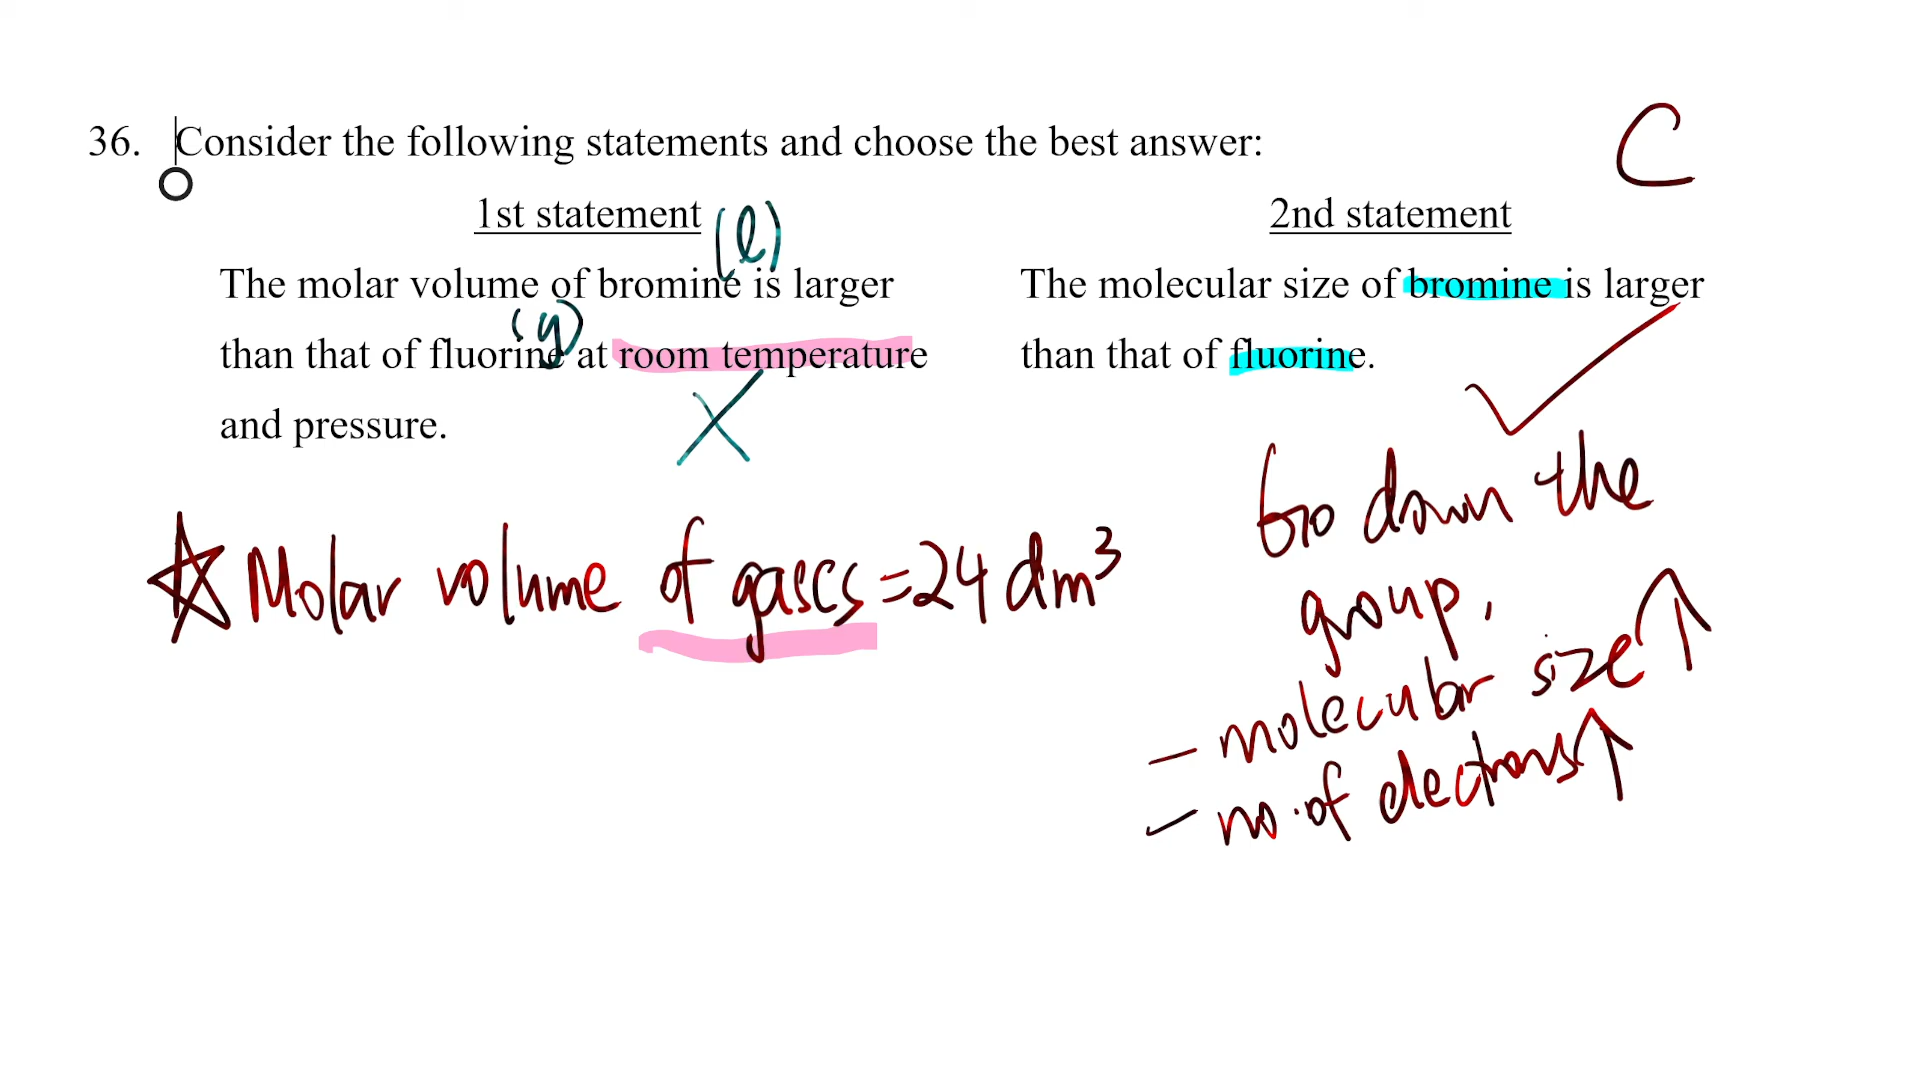 36. Consider the following statements and choose the best answer:
C
1st statement
(l)
The molar volume of bromine is larger
(g)
than that of fluorine at room temperature
and pressure.
2nd statement
The molecular size of bromine is larger
than that of fluorine.
Molar volume of gases = 24 dm³
Go down the
group,
- molecular size ↑
- no. of electrons ↑